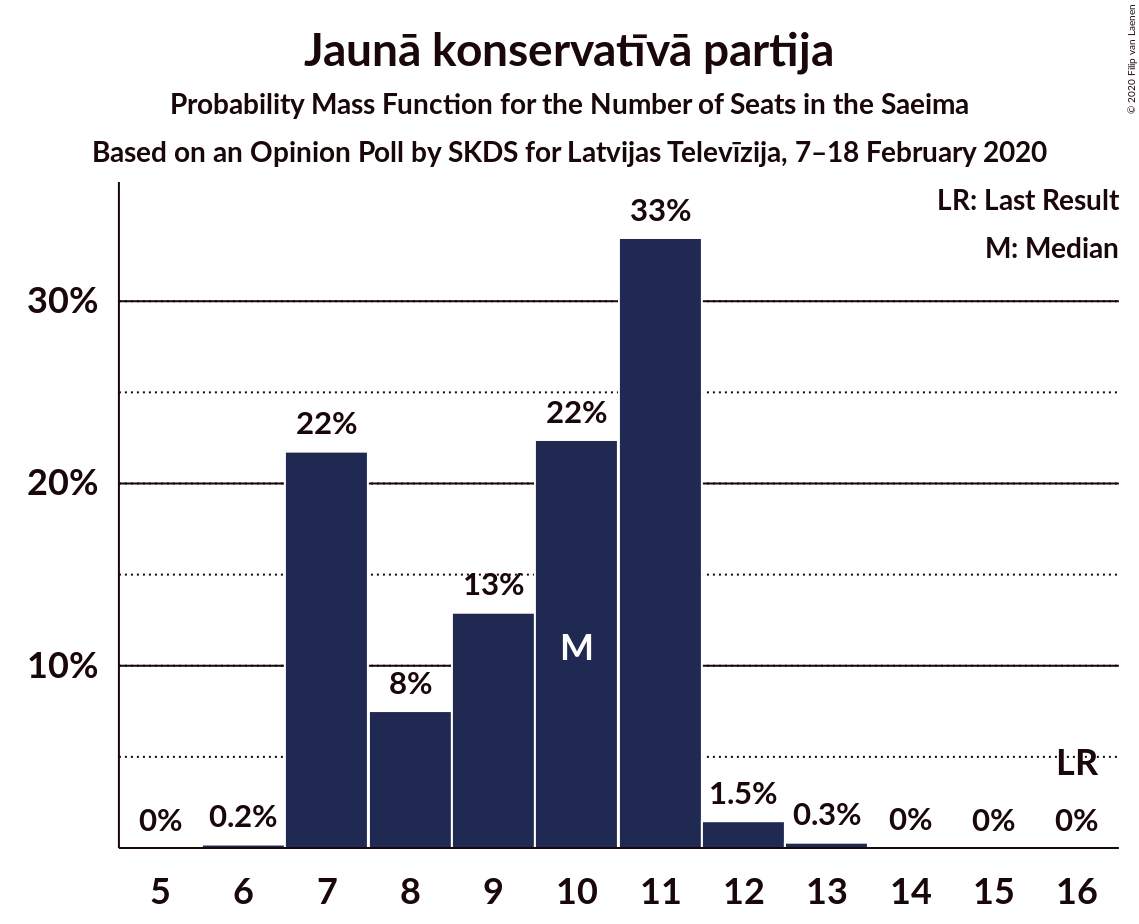 Jaunā konservatīvā partija
Probability Mass Function for the Number of Seats in the Saeima
Based on an Opinion Poll by SKDS for Latvijas Televīzija, 7–18 February 2020
© 2020 Filip van Laenen
LR: Last Result
M: Median
33%
30%
22%
22%
20%
13%
M
10%
8%
LR
1.5%
0%
0.2%
0.3%
0%
0%
0%
5 6 7 8 9 10 11 12 13 14 15 16